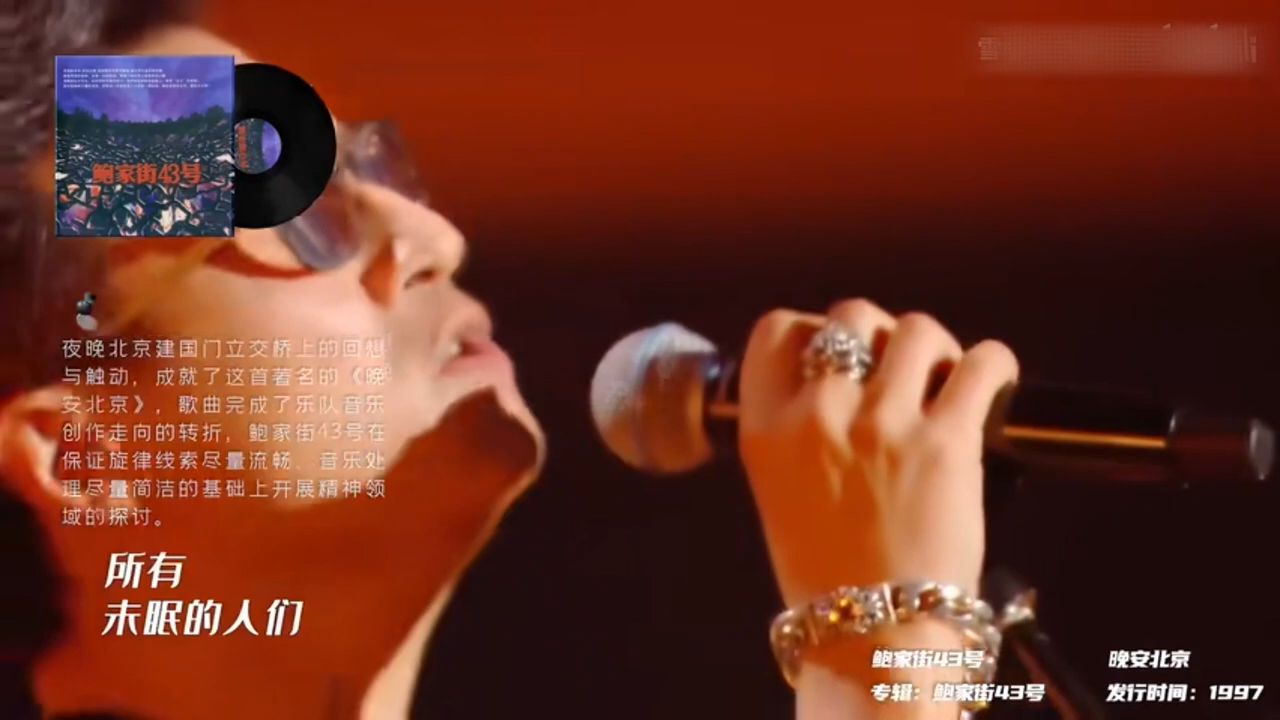 鲍家街43号
夜晚北京建国门立交桥上的回想
与触动，成就了这首著名的《晚
安北京》，歌曲完成了乐队音乐
创作走向的转折，鲍家街43号在
保证旋律线索尽量流畅、音乐处
理尽量简洁的基础上开展精神领
域的探讨。
所有
未眠的人们
鲍家街43号
晚安北京
专辑：鲍家街43号
发行时间：1997